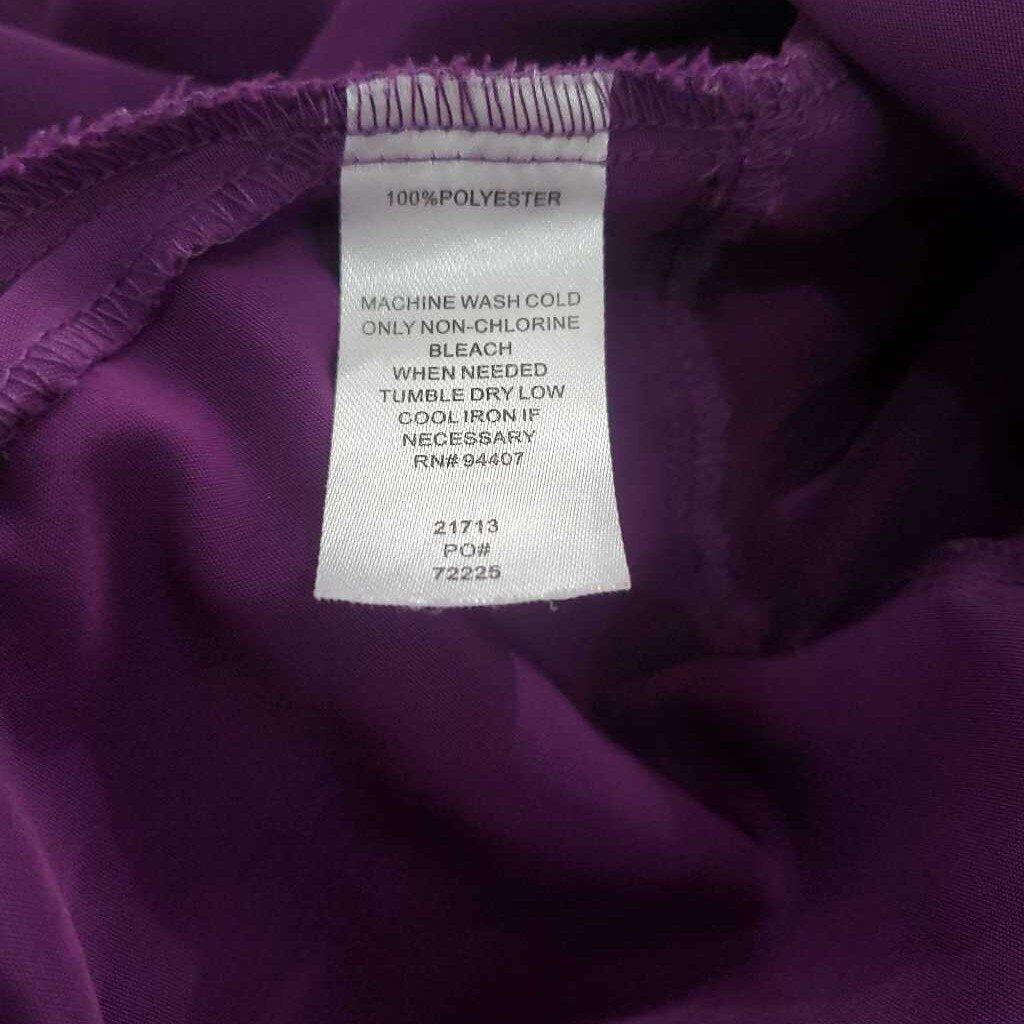 100%POLYESTER
MACHINE WASH COLD
ONLY NON-CHLORINE
BLEACH
WHEN NEEDED
TUMBLE DRY LOW
COOL IRON IF
NECESSARY
RN# 94407
21713
PO#
72225